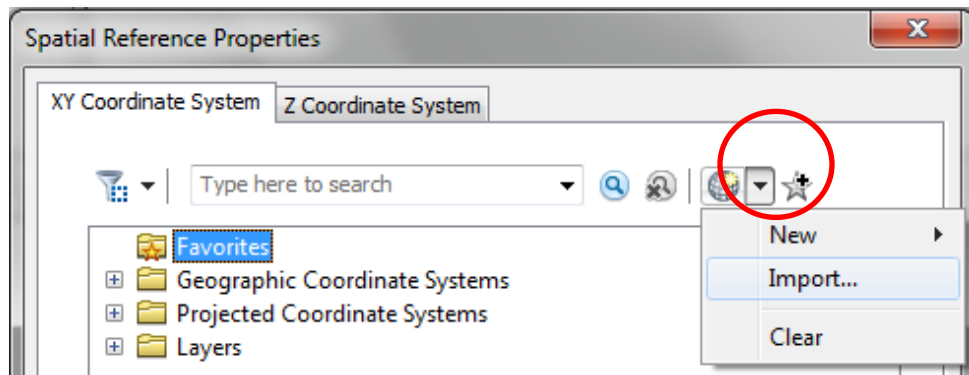 Spatial Reference Properties
XY Coordinate System Z Coordinate System
Type here to search
Favorites
Geographic Coordinate Systems
Projected Coordinate Systems
Layers
New
Import...
Clear